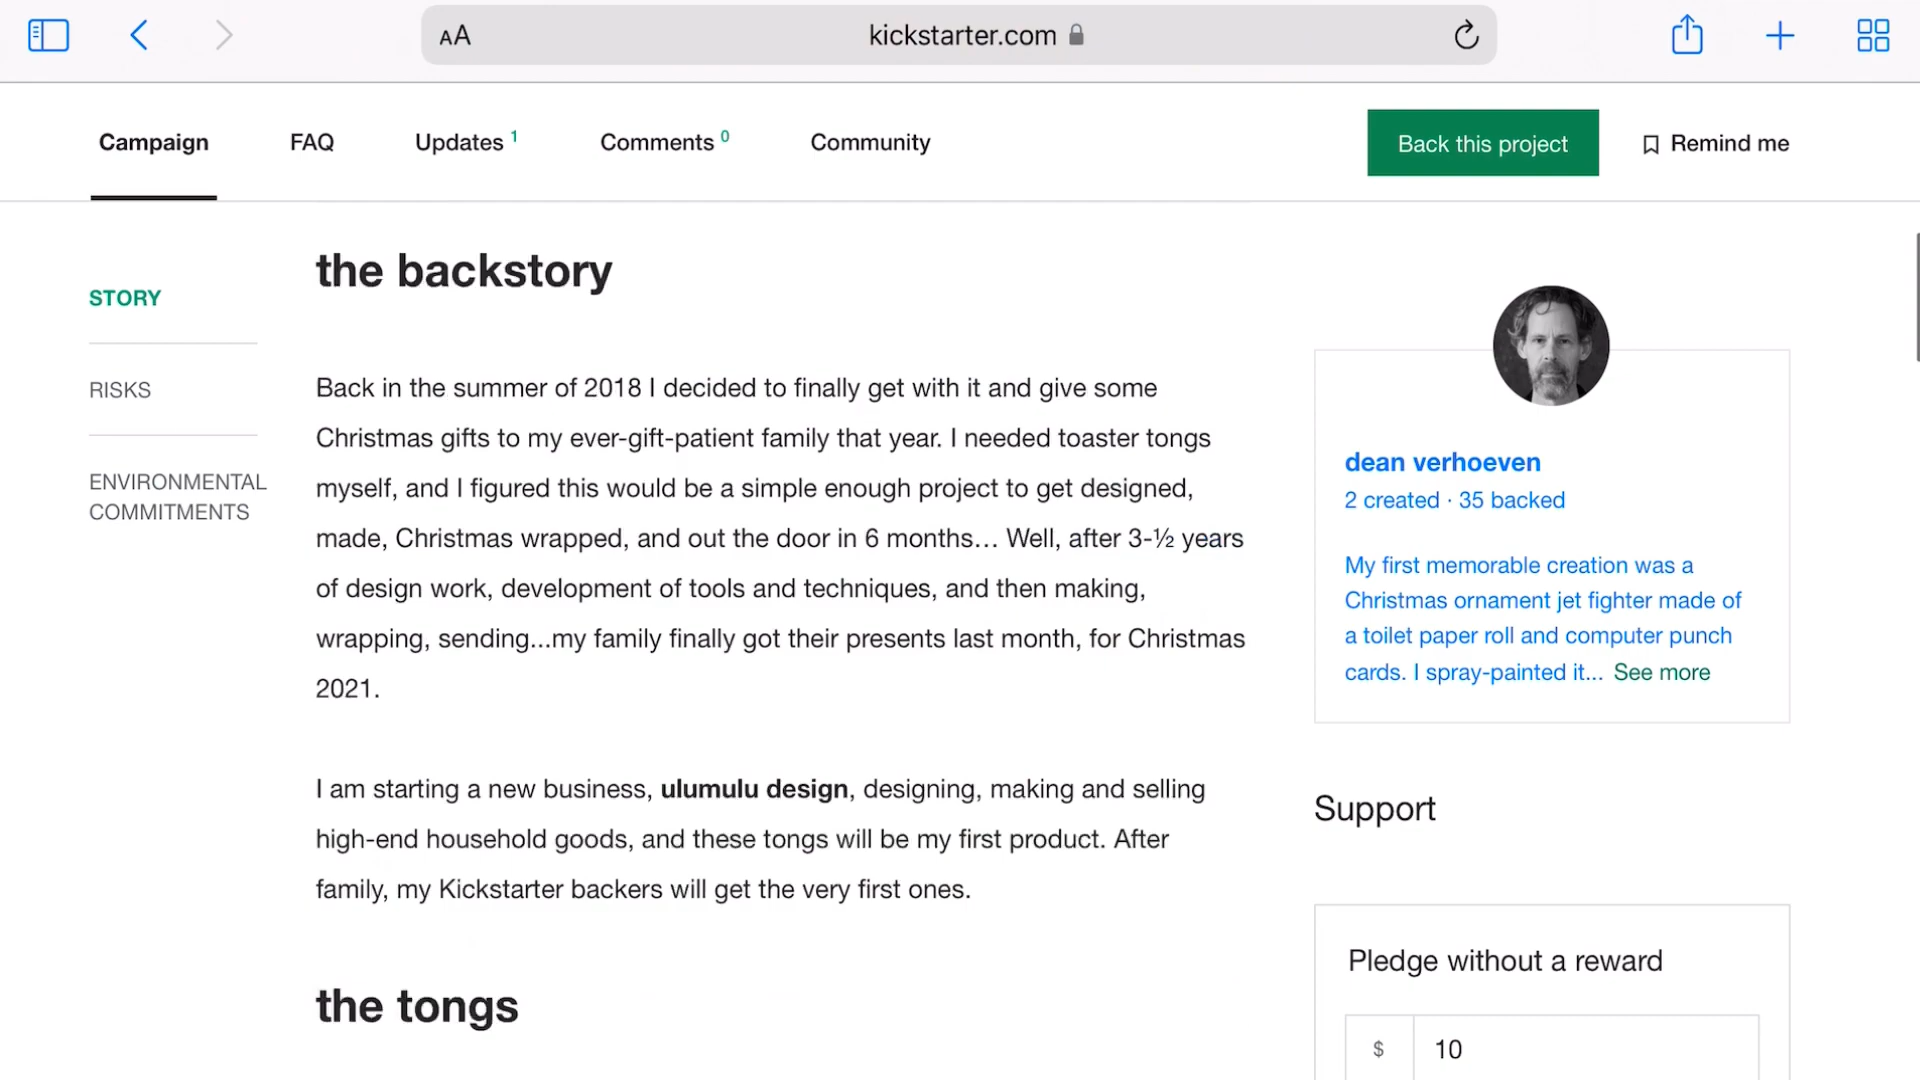 AA
kickstarter.com
Campaign
FAQ
Updates 1
Comments 0
Community
Back this project
Remind me
STORY
RISKS
ENVIRONMENTAL
COMMITMENTS
the backstory
Back in the summer of 2018 I decided to finally get with it and give some
Christmas gifts to my ever-gift-patient family that year. I needed toaster tongs
myself, and I figured this would be a simple enough project to get designed,
made, Christmas wrapped, and out the door in 6 months… Well, after 3-½ years
of design work, development of tools and techniques, and then making,
wrapping, sending...my family finally got their presents last month, for Christmas
2021.
I am starting a new business, ulumulu design, designing, making and selling
high-end household goods, and these tongs will be my first product. After
family, my Kickstarter backers will get the very first ones.
the tongs
dean verhoeven
2 created · 35 backed
My first memorable creation was a
Christmas ornament jet fighter made of
a toilet paper roll and computer punch
cards. I spray-painted it... See more
Support
Pledge without a reward
$ 10